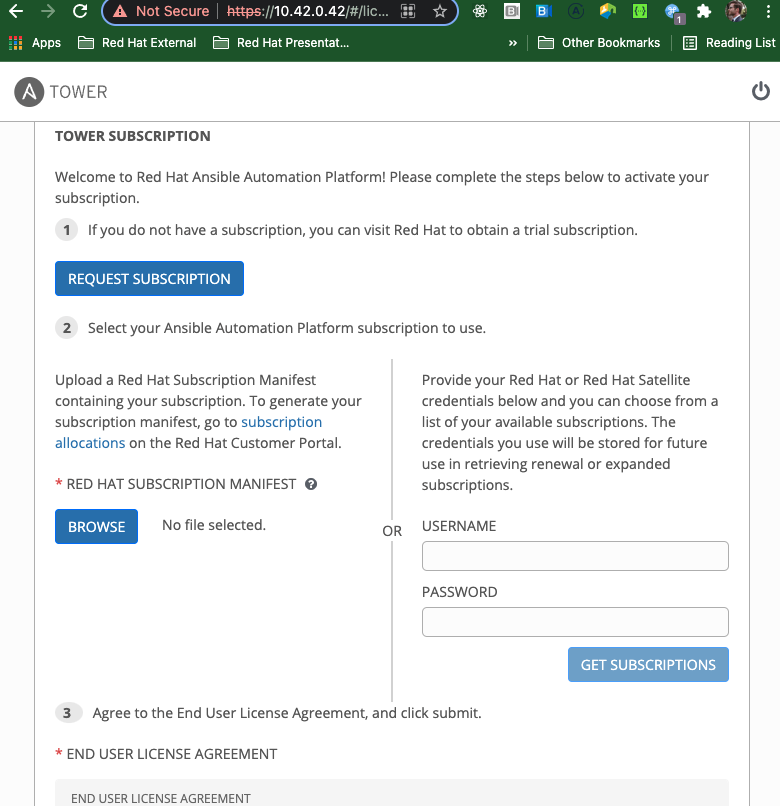 Not Secure | https://10.42.0.42/#/lic...
1
Apps Red Hat External Red Hat Presentat... » Other Bookmarks Reading List
A TOWER
TOWER SUBSCRIPTION
Welcome to Red Hat Ansible Automation Platform! Please complete the steps below to activate your
subscription.
1 If you do not have a subscription, you can visit Red Hat to obtain a trial subscription.
REQUEST SUBSCRIPTION
2 Select your Ansible Automation Platform subscription to use.
Upload a Red Hat Subscription Manifest
containing your subscription. To generate your
subscription manifest, go to subscription
allocations on the Red Hat Customer Portal.
* RED HAT SUBSCRIPTION MANIFEST ?
BROWSE No file selected.
OR
Provide your Red Hat or Red Hat Satellite
credentials below and you can choose from a
list of your available subscriptions. The
credentials you use will be stored for future
use in retrieving renewal or expanded
subscriptions.
USERNAME
PASSWORD
GET SUBSCRIPTIONS
3 Agree to the End User License Agreement, and click submit.
* END USER LICENSE AGREEMENT
END USER LICENSE AGREEMENT